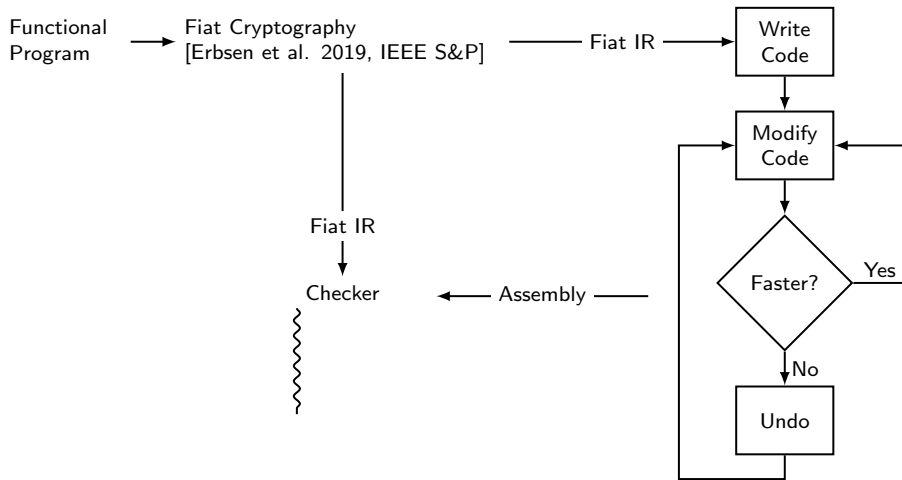 Functional
Program
Fiat Cryptography
[Erbsen et al. 2019, IEEE S&P]
Fiat IR
Write
Code
Modify
Code
Fiat IR
Faster?
Yes
Checker
Assembly
No
Undo